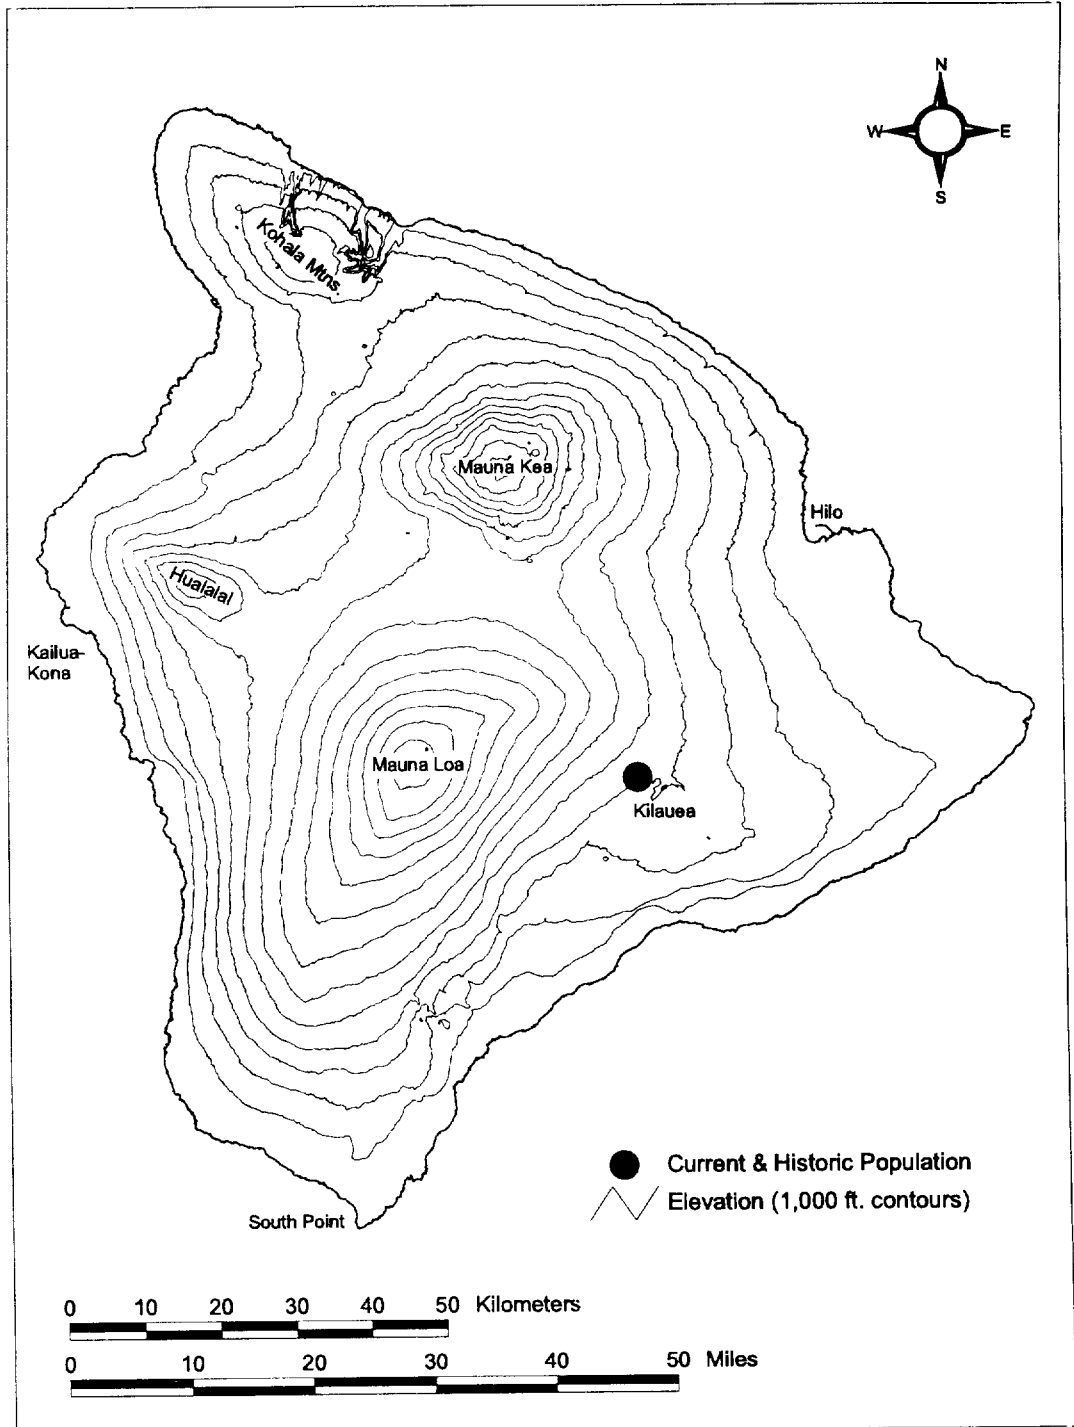 N
W E
S
Kohala Mtns.
Mauna Kea
Hilo
Hualalai
Kailua-
Kona
Mauna Loa
Kilauea
Current & Historic Population
Elevation (1,000 ft. contours)
South Point
0 10 20 30 40 50 Kilometers
0 10 20 30 40 50 Miles